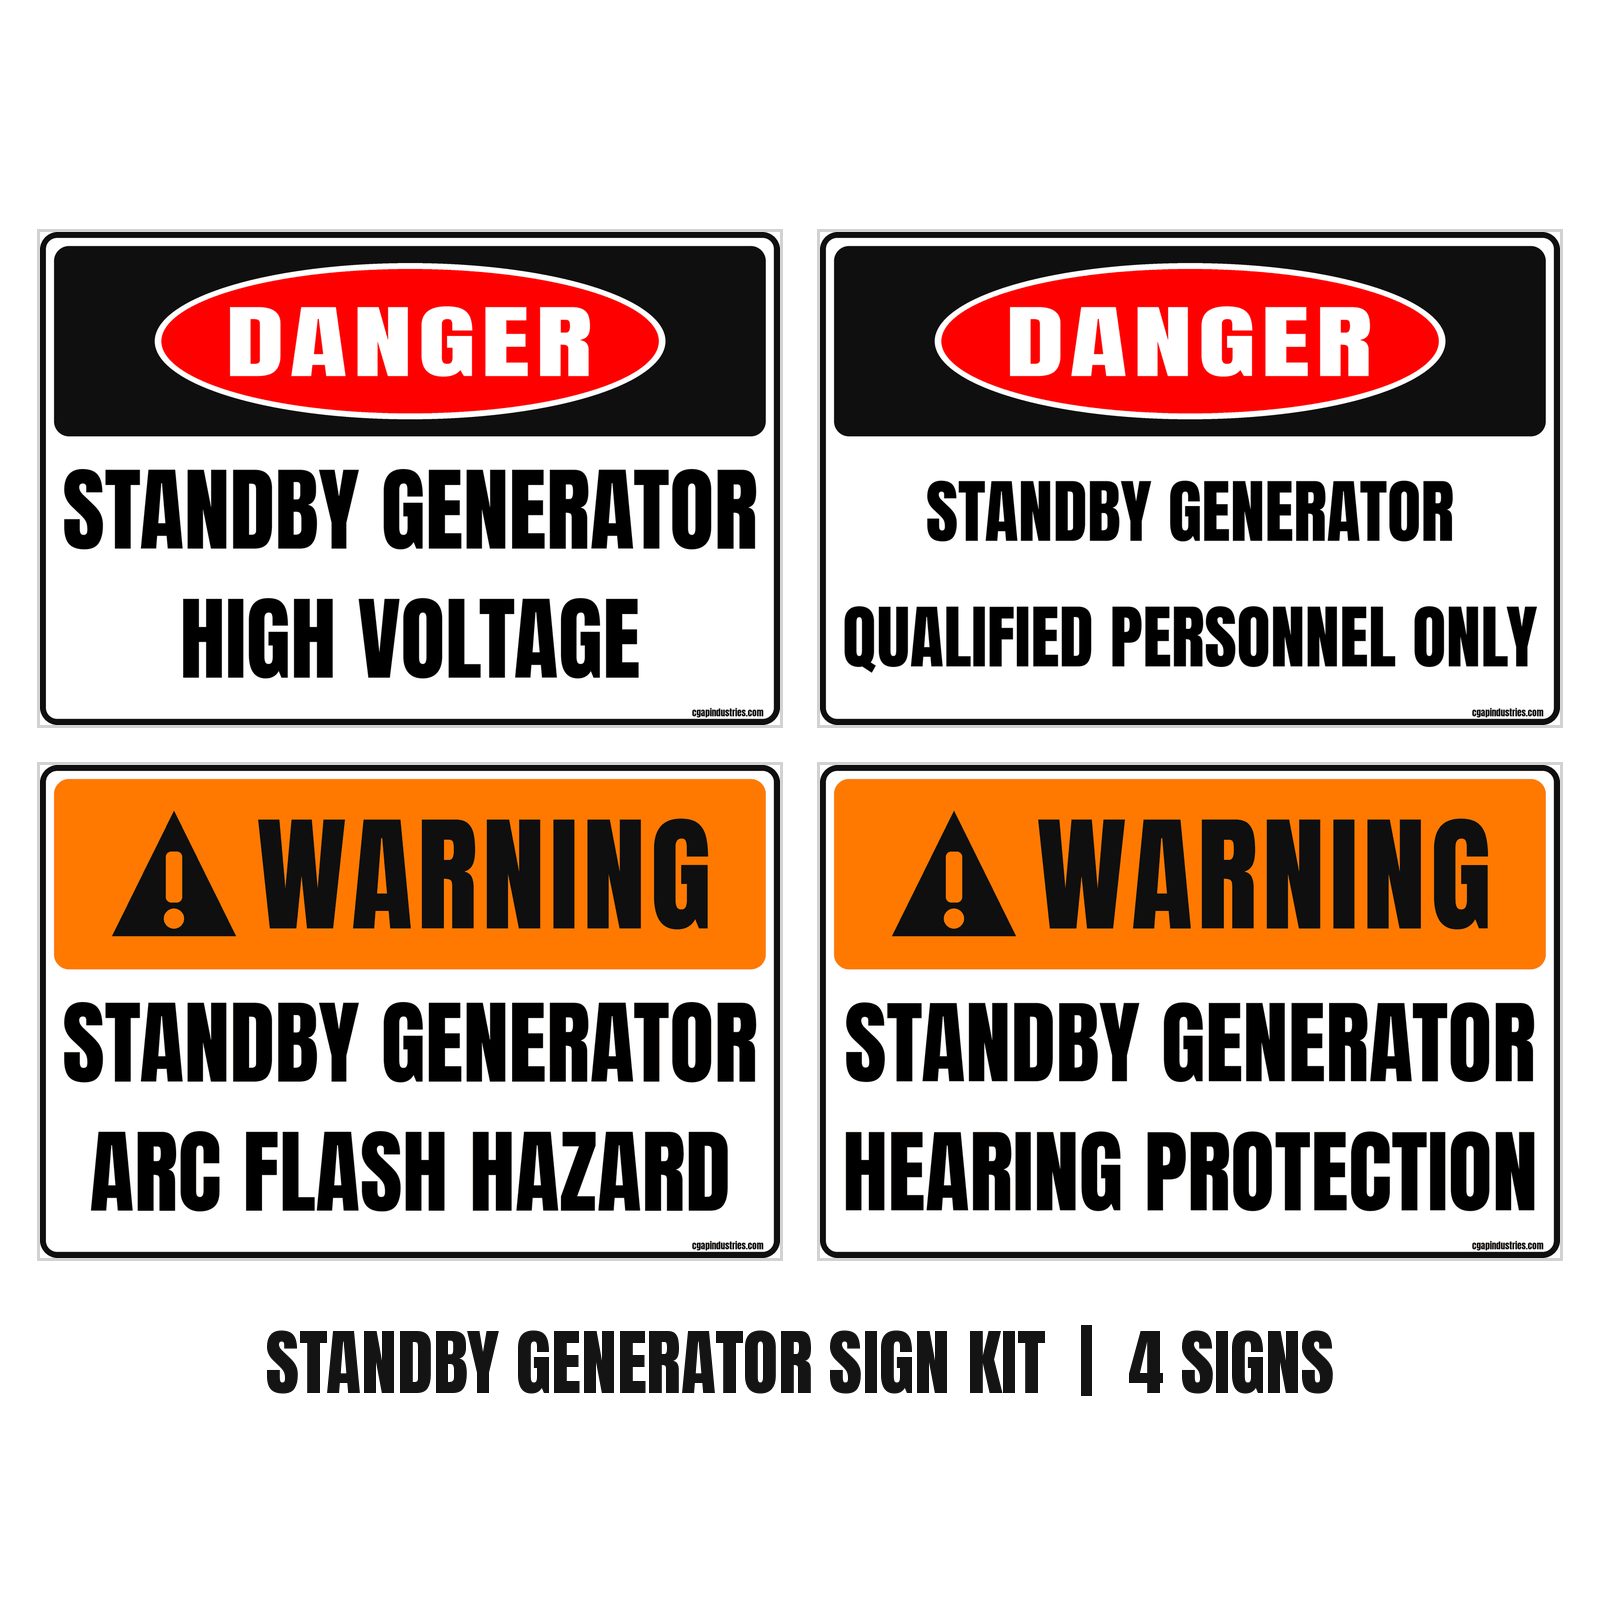 DANGER
STANDBY GENERATOR
HIGH VOLTAGE
cgapindustries.com
DANGER
STANDBY GENERATOR
QUALIFIED PERSONNEL ONLY
cgapindustries.com
WARNING
STANDBY GENERATOR
ARC FLASH HAZARD
cgapindustries.com
WARNING
STANDBY GENERATOR
HEARING PROTECTION
cgapindustries.com
STANDBY GENERATOR SIGN KIT | 4 SIGNS